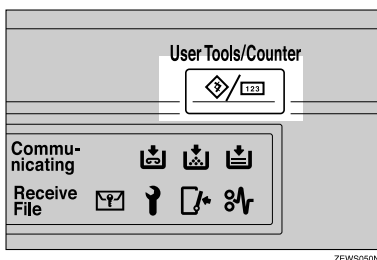 User Tools/Counter
123
Commu-
nicating
Receive
File
ZEWS050N